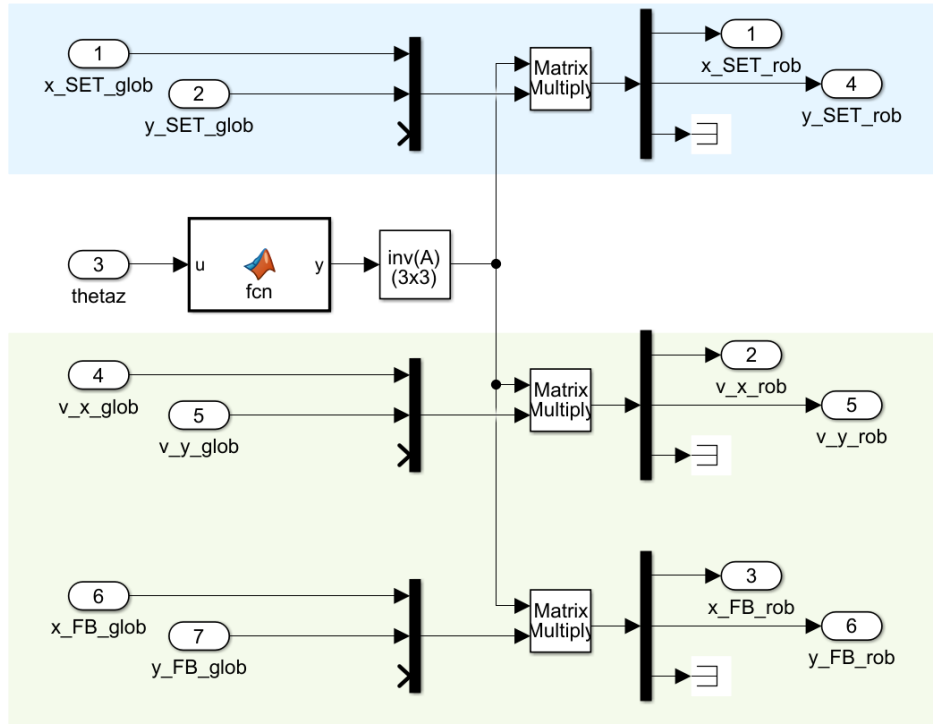 1
x_SET_glob
2
y_SET_glob
Matrix
Multiply
1
x_SET_rob
4
y_SET_rob
3
thetaz
u
fcn
y
inv(A)
(3x3)
4
v_x_glob
5
v_y_glob
Matrix
Multiply
2
v_x_rob
5
v_y_rob
6
x_FB_glob
7
y_FB_glob
Matrix
Multiply
3
x_FB_rob
6
y_FB_rob